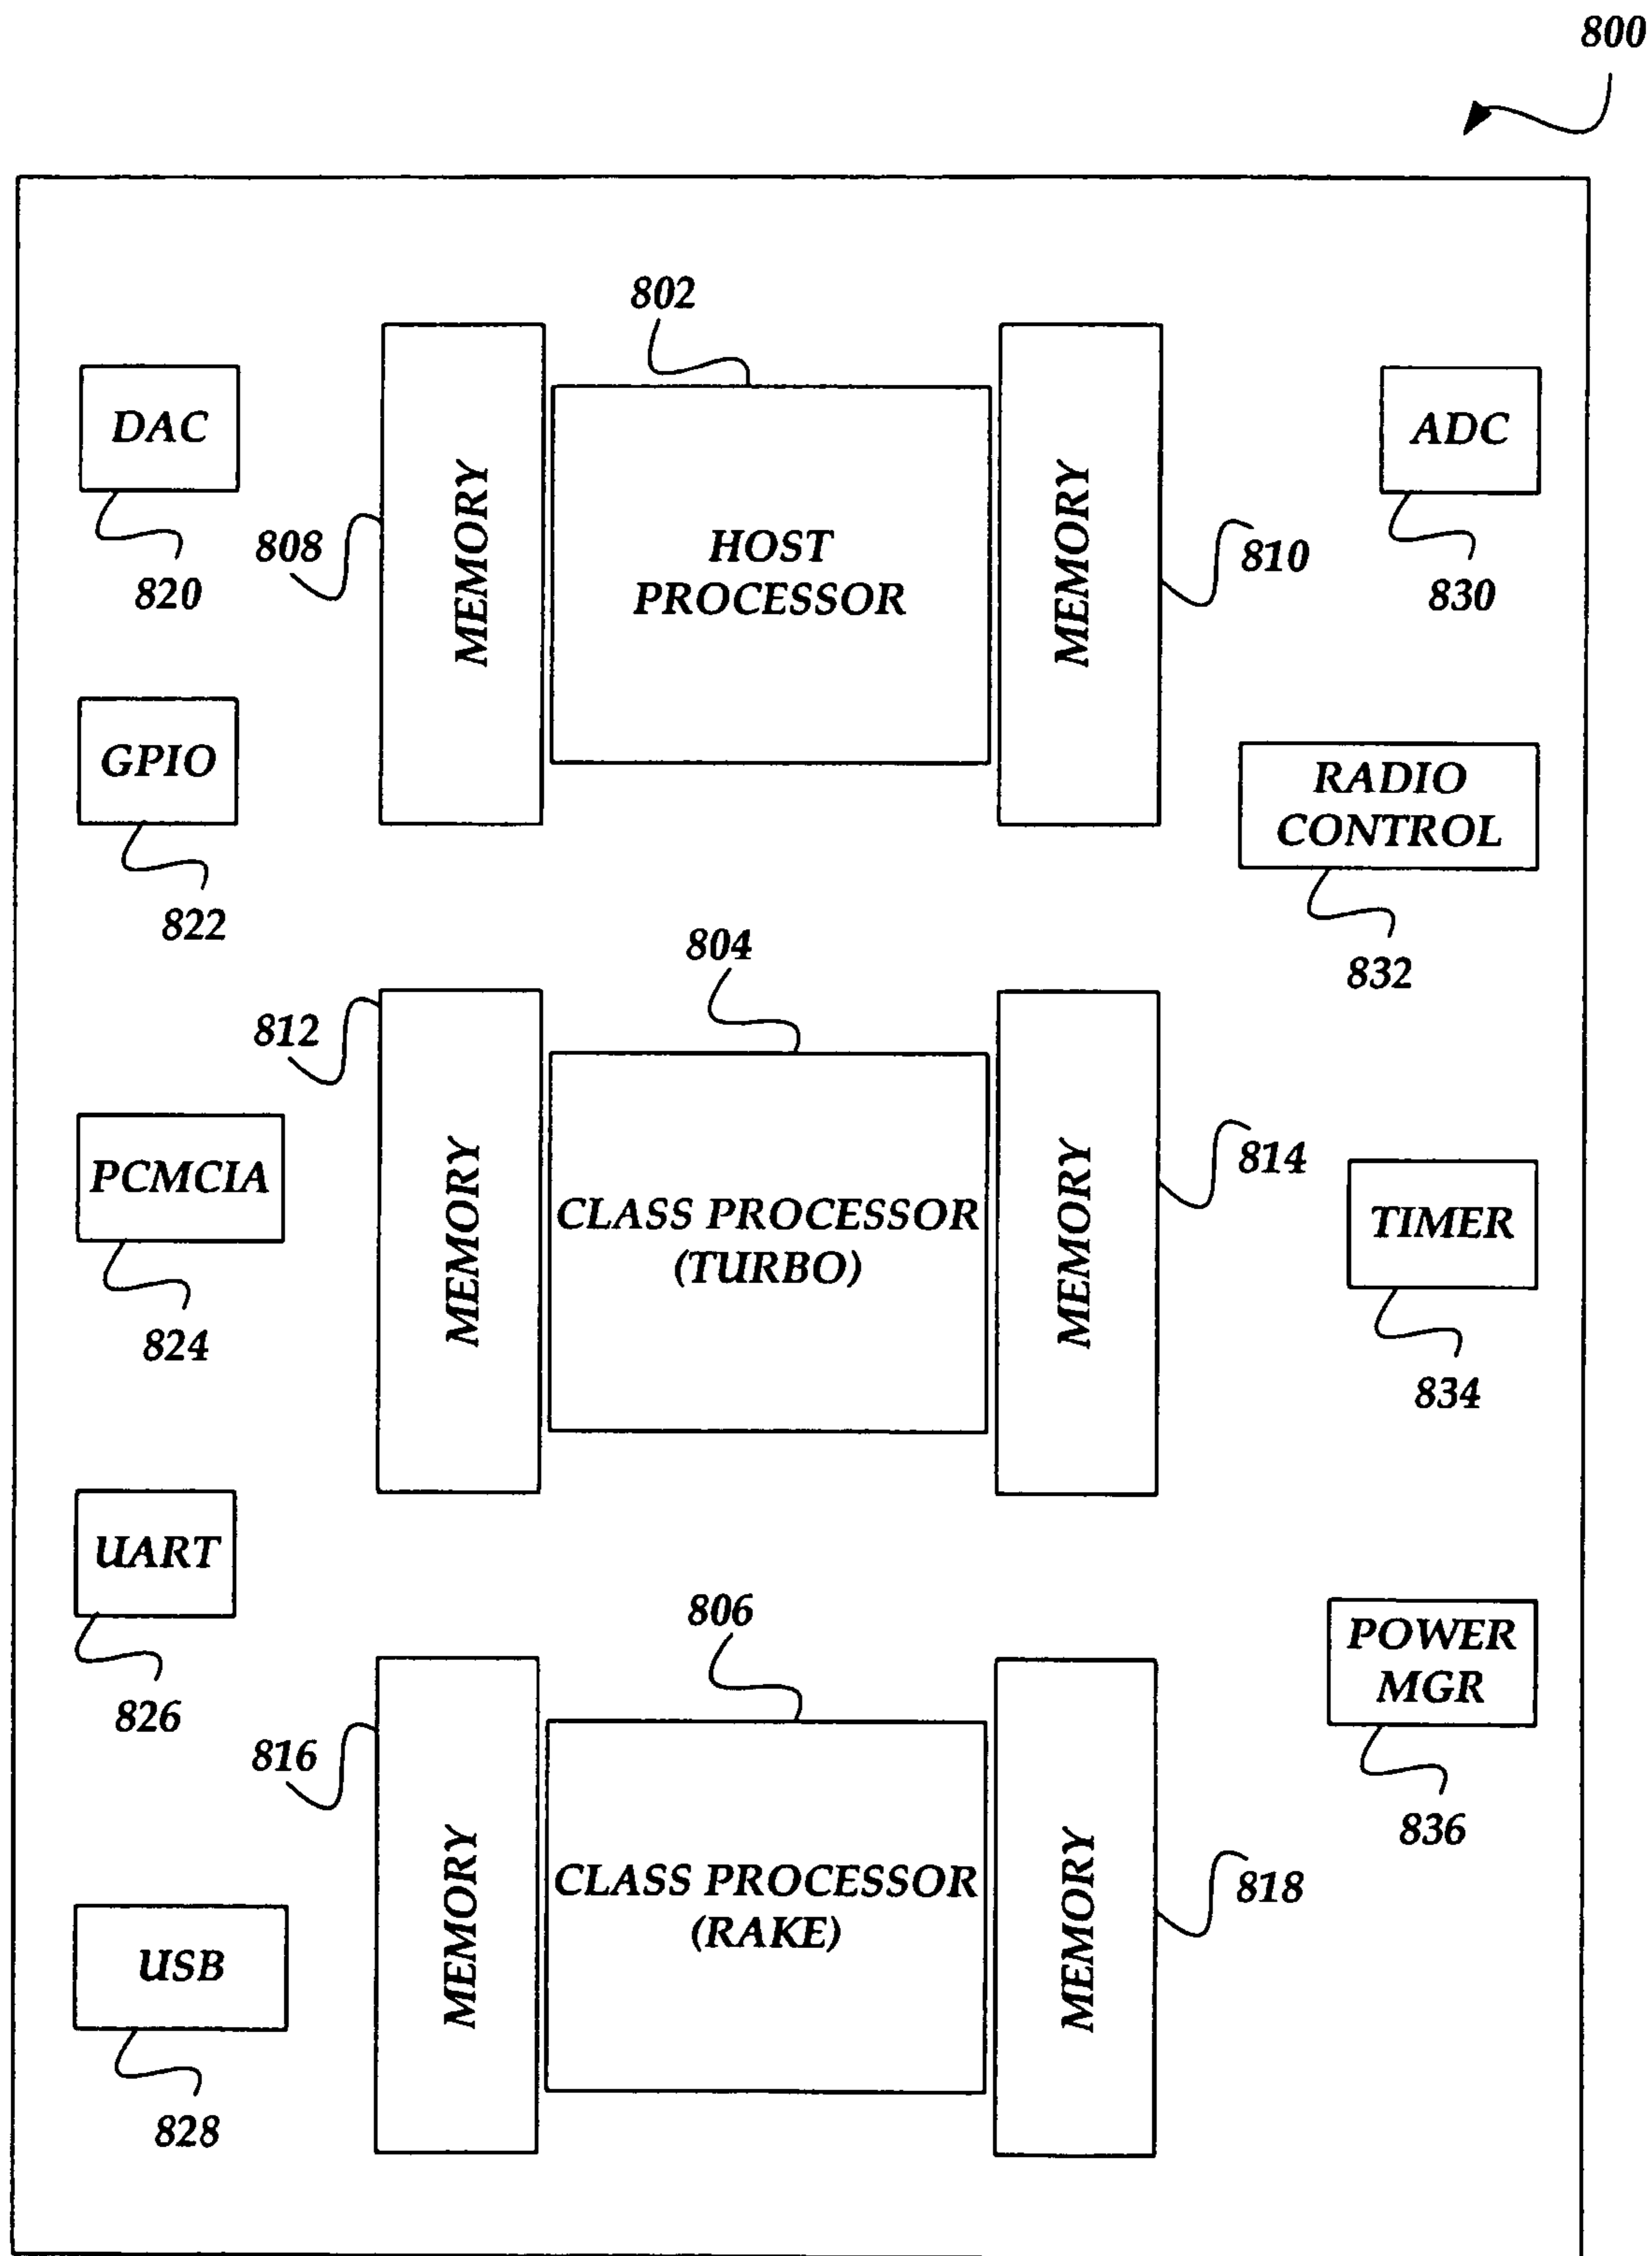 800
802
DAC
ADC
MEMORY
HOST
PROCESSOR
MEMORY
808
810
820
830
GPIO
RADIO
CONTROL
822
832
804
812
PCMCIA
MEMORY
CLASS PROCESSOR
(TURBO)
MEMORY
814
TIMER
824
834
UART
806
POWER
MGR
826
816
836
MEMORY
CLASS PROCESSOR
(RAKE)
MEMORY
818
USB
828